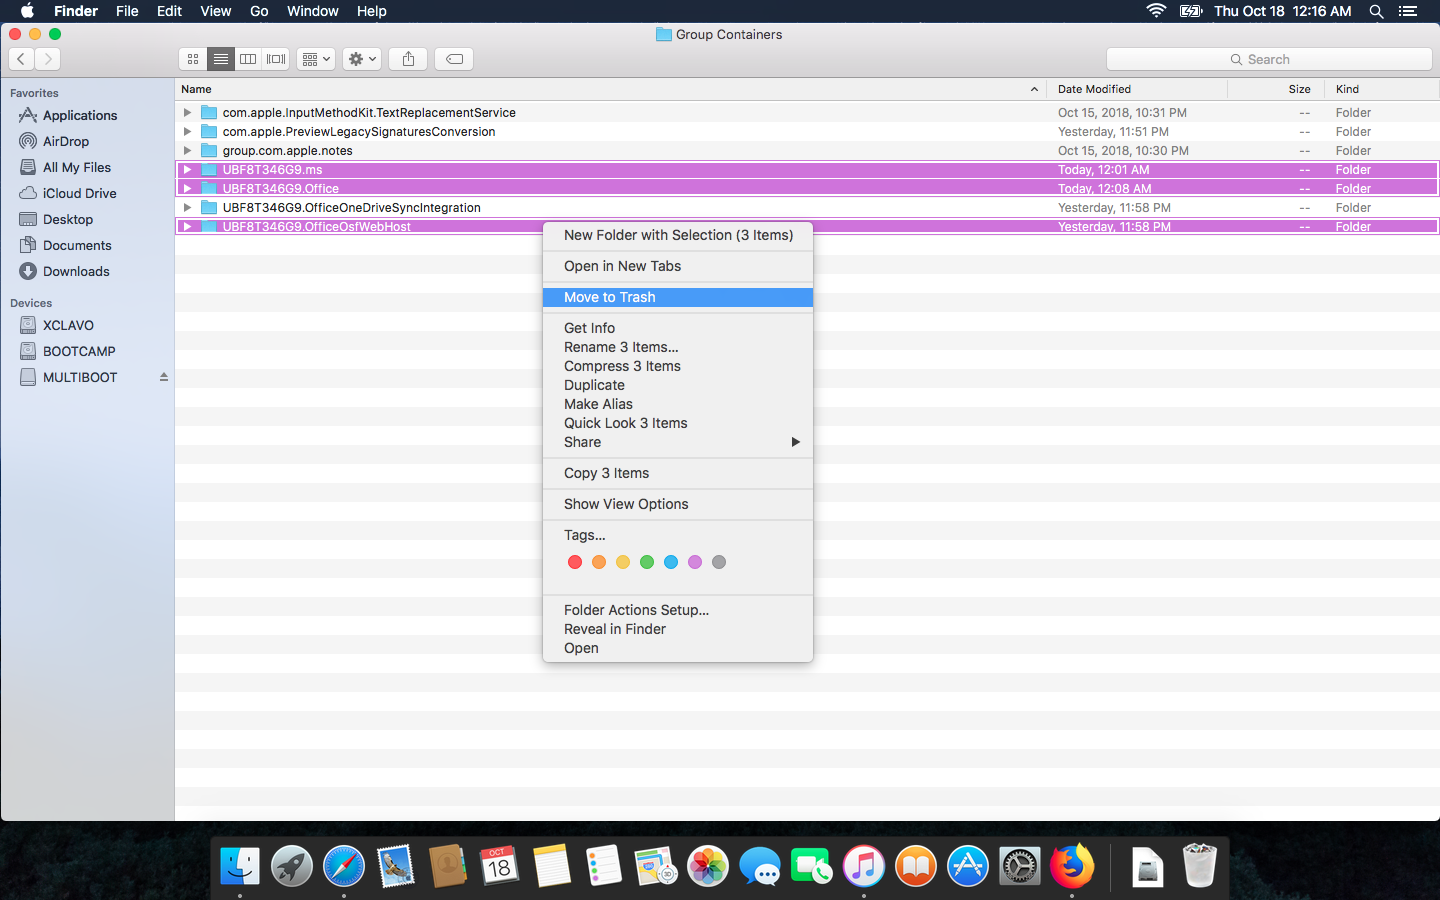 Finder File Edit View Go Window Help Thu Oct 18 12:16 AM
Group Containers
Search
Favorites
Applications
AirDrop
All My Files
iCloud Drive
Desktop
Documents
Downloads
Devices
XCLAVO
BOOTCAMP
MULTIBOOT
Name Date Modified Size Kind
com.apple.InputMethodKit.TextReplacementService Oct 15, 2018, 10:31 PM -- Folder
com.apple.PreviewLegacySignaturesConversion Yesterday, 11:51 PM -- Folder
group.com.apple.notes Oct 15, 2018, 10:30 PM -- Folder
UBF8T346G9.ms Today, 12:01 AM -- Folder
UBF8T346G9.Office Today, 12:08 AM -- Folder
UBF8T346G9.OfficeOneDriveSyncIntegration Yesterday, 11:58 PM -- Folder
UBF8T346G9.OfficeOsfWebHost Yesterday, 11:58 PM -- Folder
New Folder with Selection (3 Items)
Open in New Tabs
Move to Trash
Get Info
Rename 3 Items...
Compress 3 Items
Duplicate
Make Alias
Quick Look 3 Items
Share
Copy 3 Items
Show View Options
Tags...
Folder Actions Setup...
Reveal in Finder
Open
OCT
18